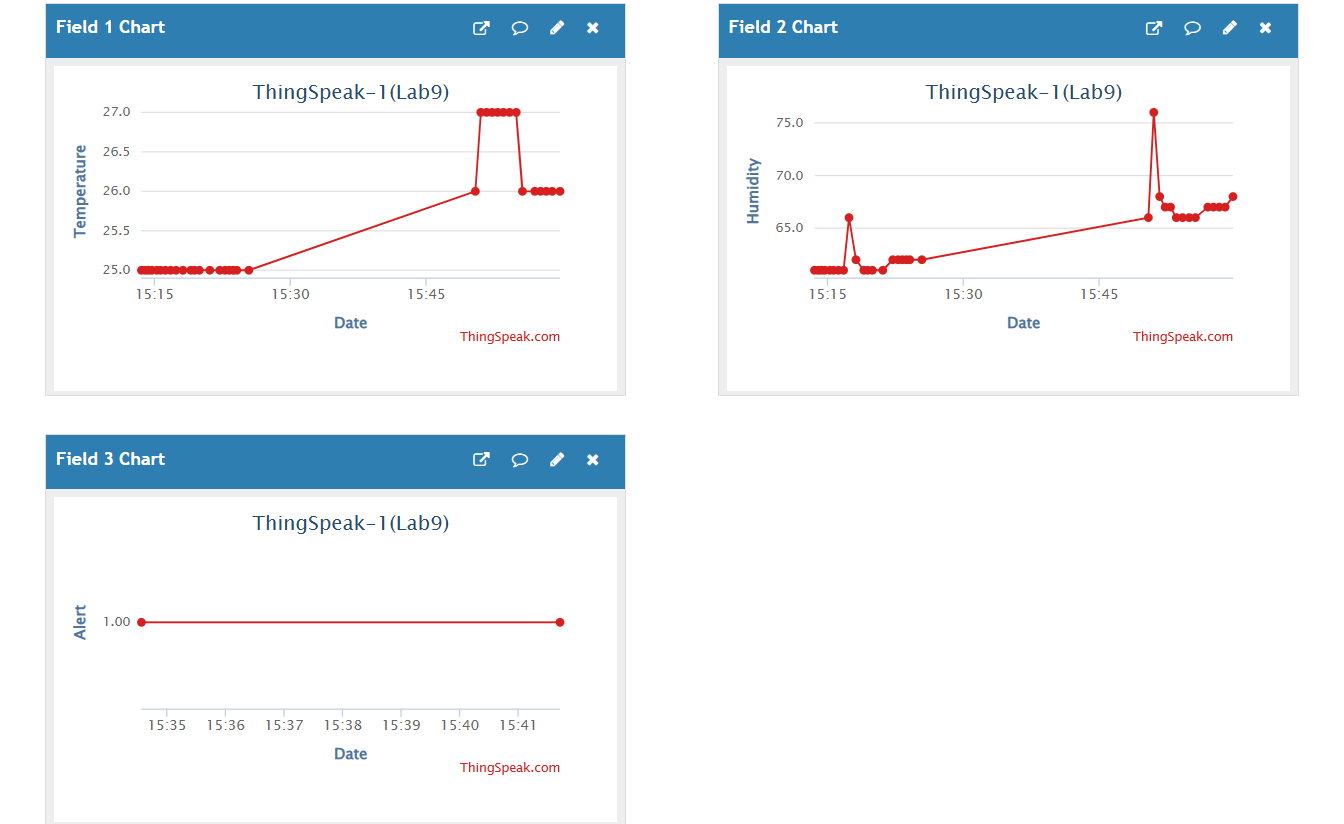 Field 1 Chart
ThingSpeak-1(Lab9)
Temperature
27.0
26.5
26.0
25.5
25.0
15:15 15:30 15:45
Date
ThingSpeak.com
Field 2 Chart
ThingSpeak-1(Lab9)
Humidity
75.0
70.0
65.0
15:15 15:30 15:45
Date
ThingSpeak.com
Field 3 Chart
ThingSpeak-1(Lab9)
Alert
1.00
15:35 15:36 15:37 15:38 15:39 15:40 15:41
Date
ThingSpeak.com